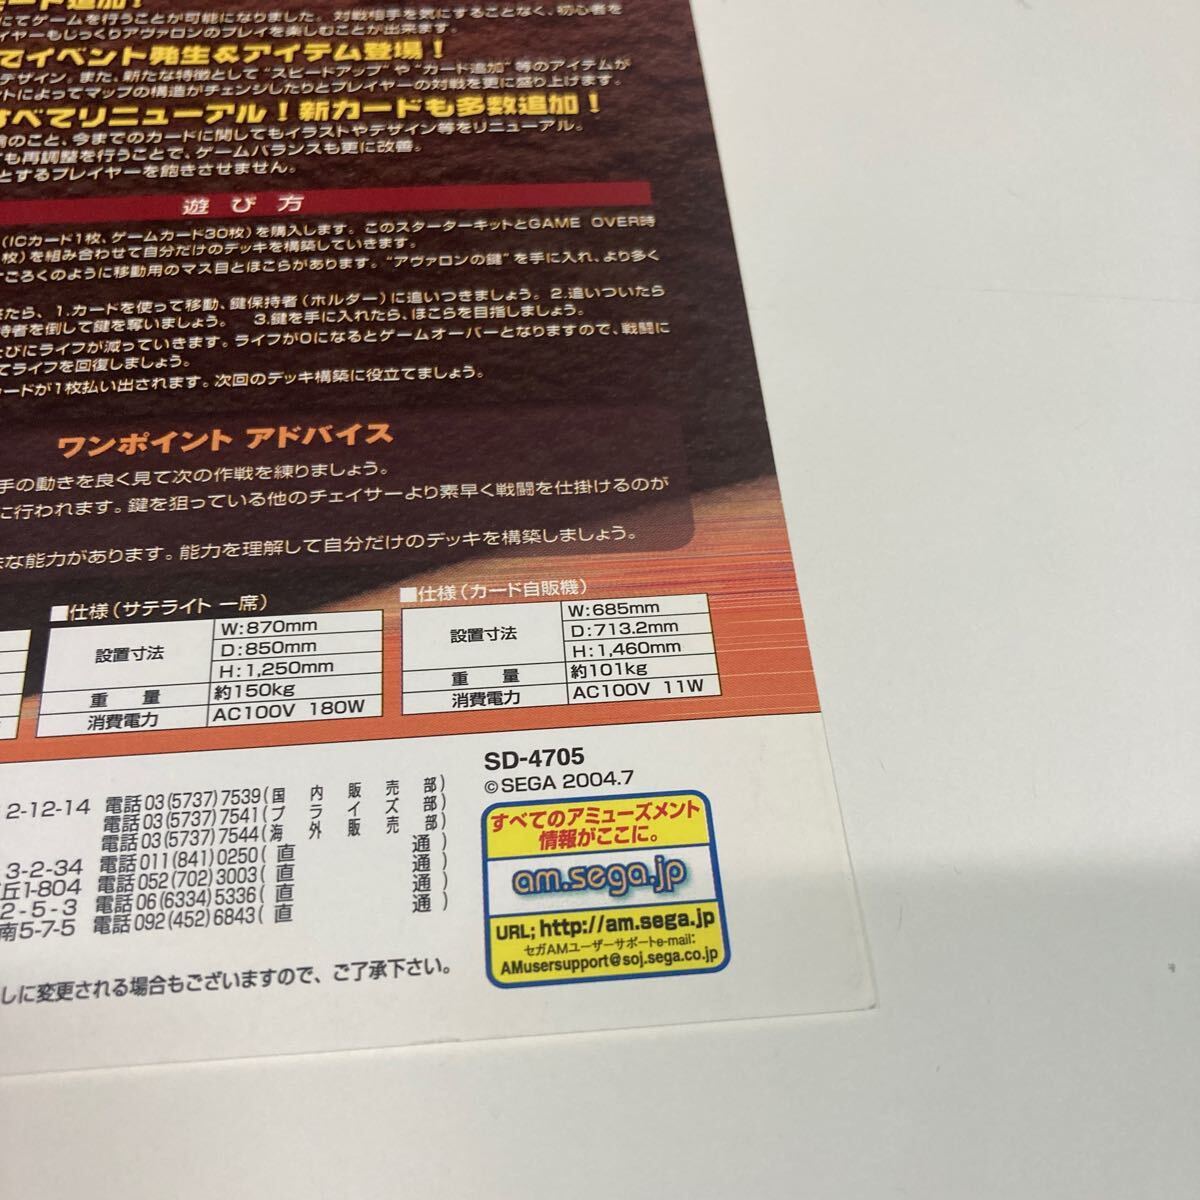 ード追加！
にてゲームを行うことが可能になりました。対戦相手を気にすることなく、初心者を
イヤーもじっくりアヴァロンのプレイを楽しむことが出来ます。
でイベント発生&アイテム登場！
デザイン。また、新たな特徴として“スピードアップ”や“カード追加”等のアイテムが
ントによってマップの構造がチェンジしたりとプレイヤーの対戦を更に盛り上げます。
すべてリニューアル！新カードも多数追加！
のこと、今までのカードに関してもイラストやデザイン等をリニューアル。
ても再調整を行うことで、ゲームバランスも更に改善。
とするプレイヤーを飽きさせません。
遊び方
（ICカード1枚、ゲームカード30枚）を購入します。このスターターキットとGAME OVER時
枚）を組み合わせて自分だけのデッキを構築していきます。
すごろくのように移動用のマス目とほこらがあります。“アヴァロンの鍵”を手に入れ、より多く
たら、1.カードを使って移動、鍵保持者（ホルダー）に追いつきましょう。2.追いついたら
持者を倒して鍵を奪いましょう。 3.鍵を手に入れたら、ほこらを目指しましょう。
びにライフが減っていきます。ライフが0になるとゲームオーバーとなりますので、戦闘に
てライフを回復しましょう。
カードが1枚払い出されます。次回のデッキ構築に役立てましょう。
ワンポイント アドバイス
手の動きを良く見て次の作戦を練りましょう。
に行われます。鍵を狙っている他のチェイサーより素早く戦闘を仕掛けるのが
な能力があります。能力を理解して自分だけのデッキを構築しましょう。
■仕様（サテライト 一席）
設置寸法 W：870mm
D：850mm
H：1,250mm
重 量 約150kg
消費電力 AC100V 180W
■仕様（カード自販機）
設置寸法 W：685mm
D：713.2mm
H：1,460mm
重 量 約101kg
消費電力 AC100V 11W
SD-4705
©SEGA 2004.7
2-12-14 電話 03(5737)7539(国内販売部)
電話 03(5737)7541(プライズ部)
電話 03(5737)7544(海外販売部)
3-2-34 電話 011(841)0250(直通)
丘1-804 電話 052(702)3003(直通)
2-5-3 電話 06(6334)5336(直通)
南5-7-5 電話 092(452)6843(直通)
しに変更される場合もございますので、ご了承下さい。
すべてのアミューズメント
情報がここに。
am.sega.jp
URL; http://am.sega.jp
セガAMユーザーサポートe-mail:
AMusersupport@soj.sega.co.jp